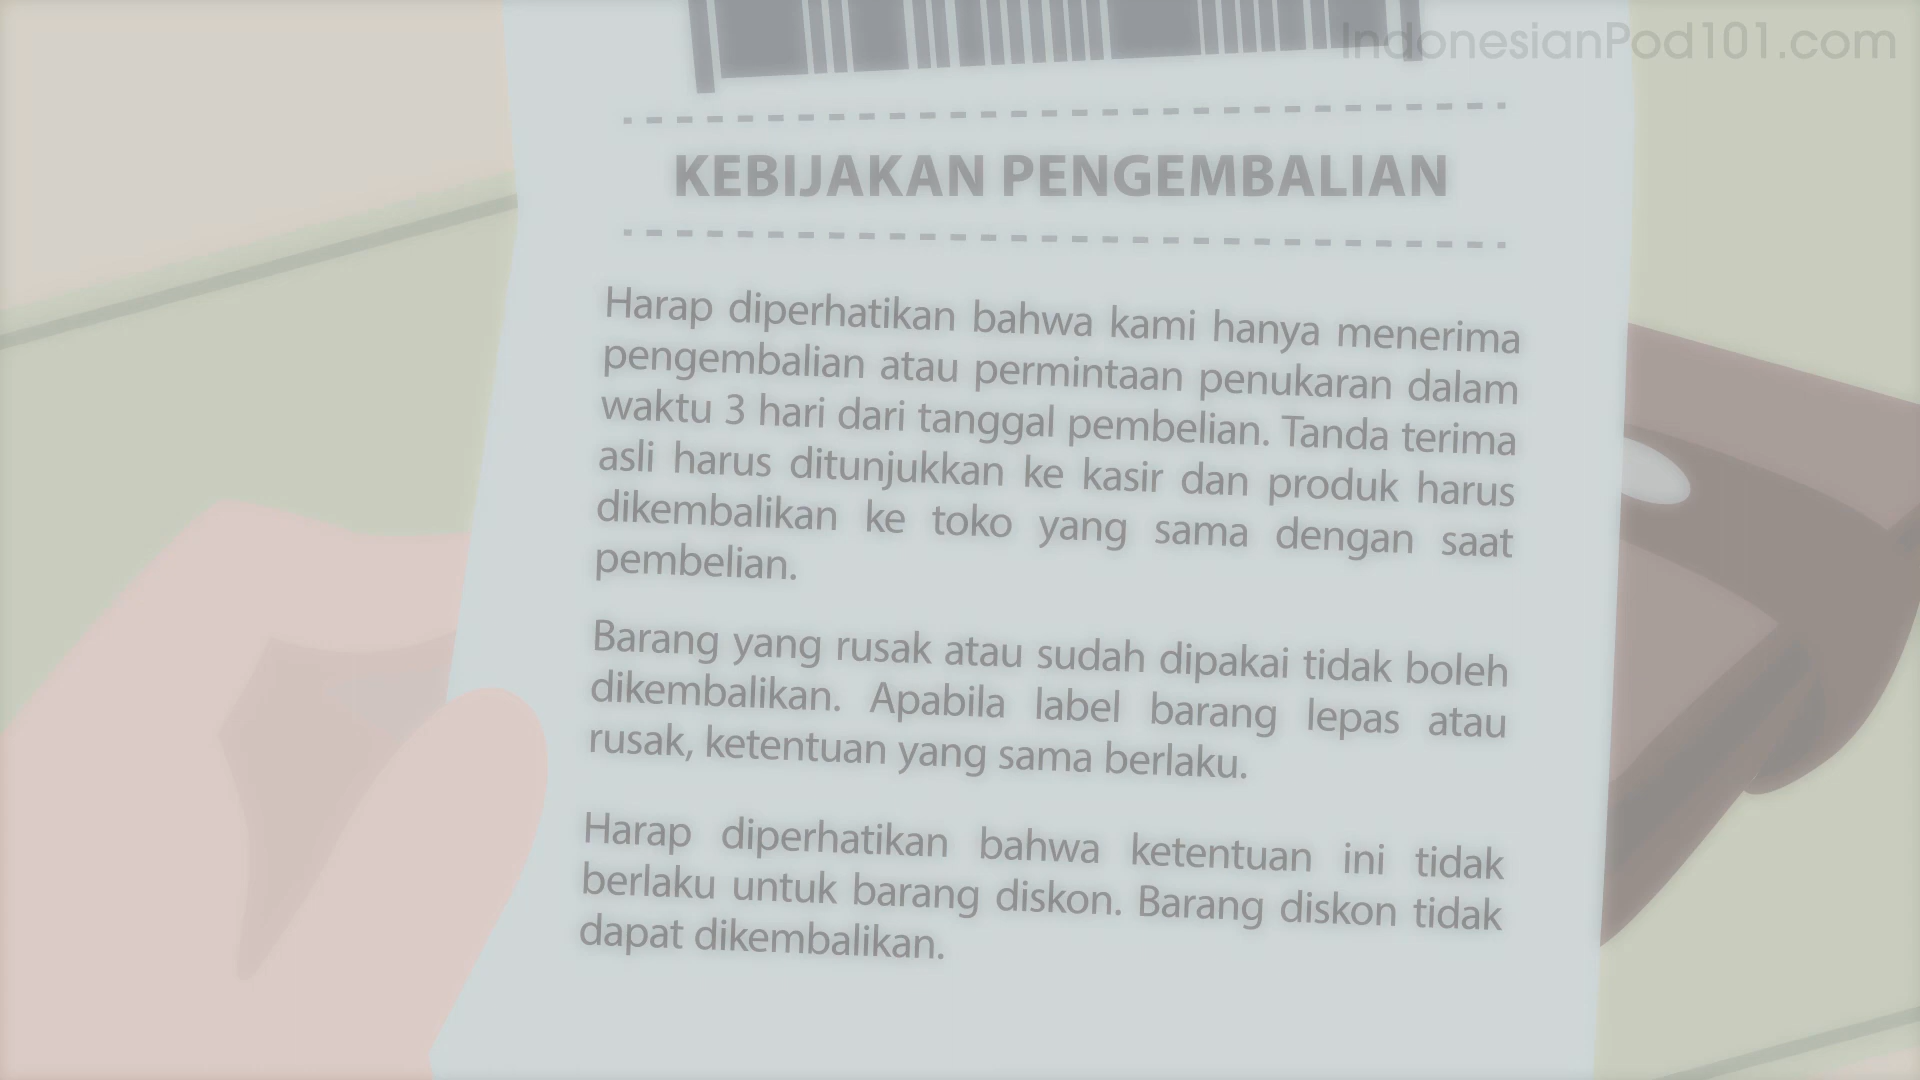 IndonesianPod101.com
KEBIJAKAN PENGEMBALIAN
Harap diperhatikan bahwa kami hanya menerima
pengembalian atau permintaan penukaran dalam
waktu 3 hari dari tanggal pembelian. Tanda terima
asli harus ditunjukkan ke kasir dan produk harus
dikembalikan ke toko yang sama dengan saat
pembelian.
Barang yang rusak atau sudah dipakai tidak boleh
dikembalikan. Apabila label barang lepas atau
rusak, ketentuan yang sama berlaku.
Harap diperhatikan bahwa ketentuan ini tidak
berlaku untuk barang diskon. Barang diskon tidak
dapat dikembalikan.